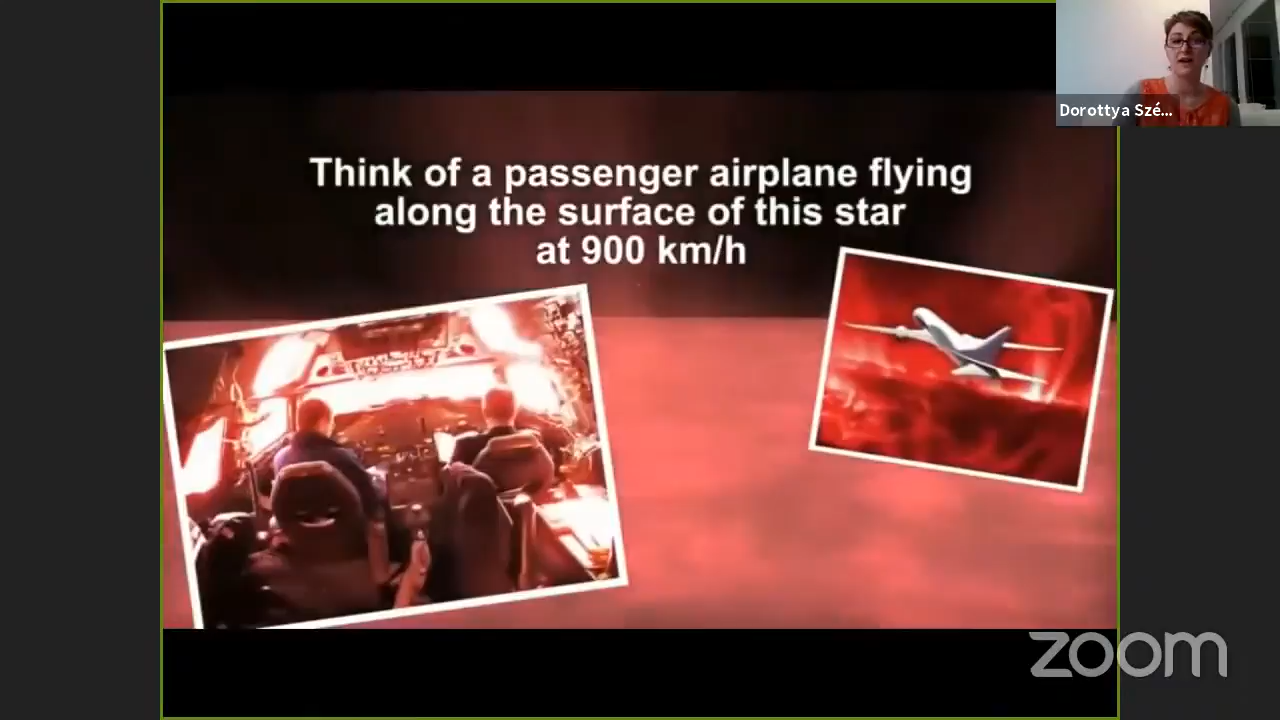 Dorottya Szé...
Think of a passenger airplane flying
along the surface of this star
at 900 km/h
zoom